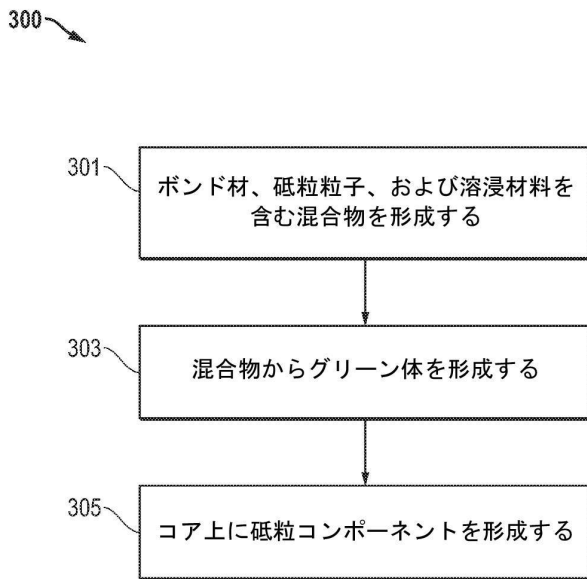 300
301
ボンド材、砥粒粒子、および溶浸材料を
含む混合物を形成する
303
混合物からグリーン体を形成する
305
コア上に砥粒コンポーネントを形成する